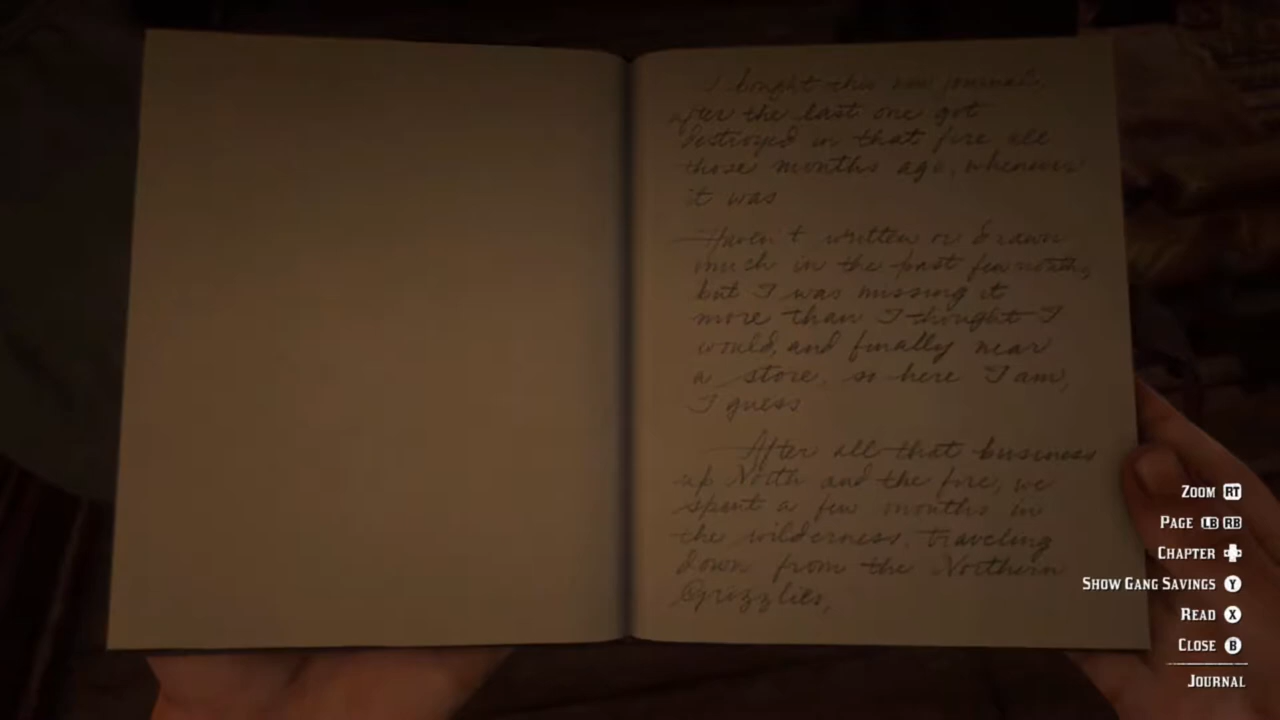 I bought this new journal,
after the last one got
destroyed in that fire all
those months ago, whenever
it was
Haven't written or drawn
much in the past few months,
but I was missing it
more than I thought I
would, and finally near
a store, so here I am,
I guess
After all that business
up North and the fire, we
spent a few months in
the wilderness, traveling
down from the Northern
Grizzlies,
ZOOM RT
PAGE LB RB
CHAPTER
SHOW GANG SAVINGS Y
READ X
CLOSE B
JOURNAL